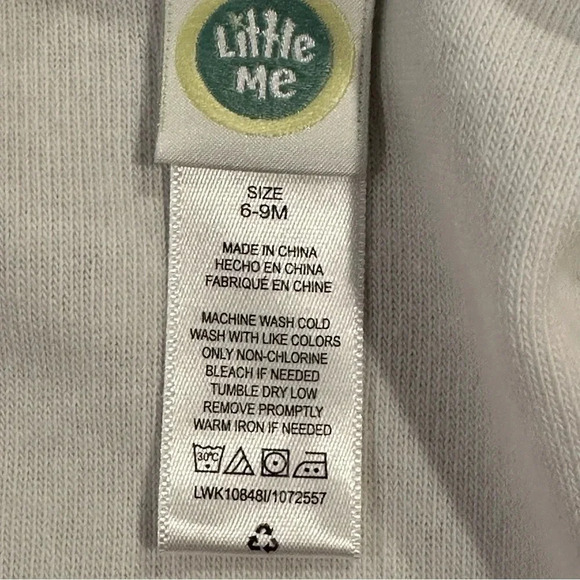 Little
Me
SIZE
6-9M
MADE IN CHINA
HECHO EN CHINA
FABRIQUÉ EN CHINE
MACHINE WASH COLD
WASH WITH LIKE COLORS
ONLY NON-CHLORINE
BLEACH IF NEEDED
TUMBLE DRY LOW
REMOVE PROMPTLY
WARM IRON IF NEEDED
30°C
LWK10848I/1072557